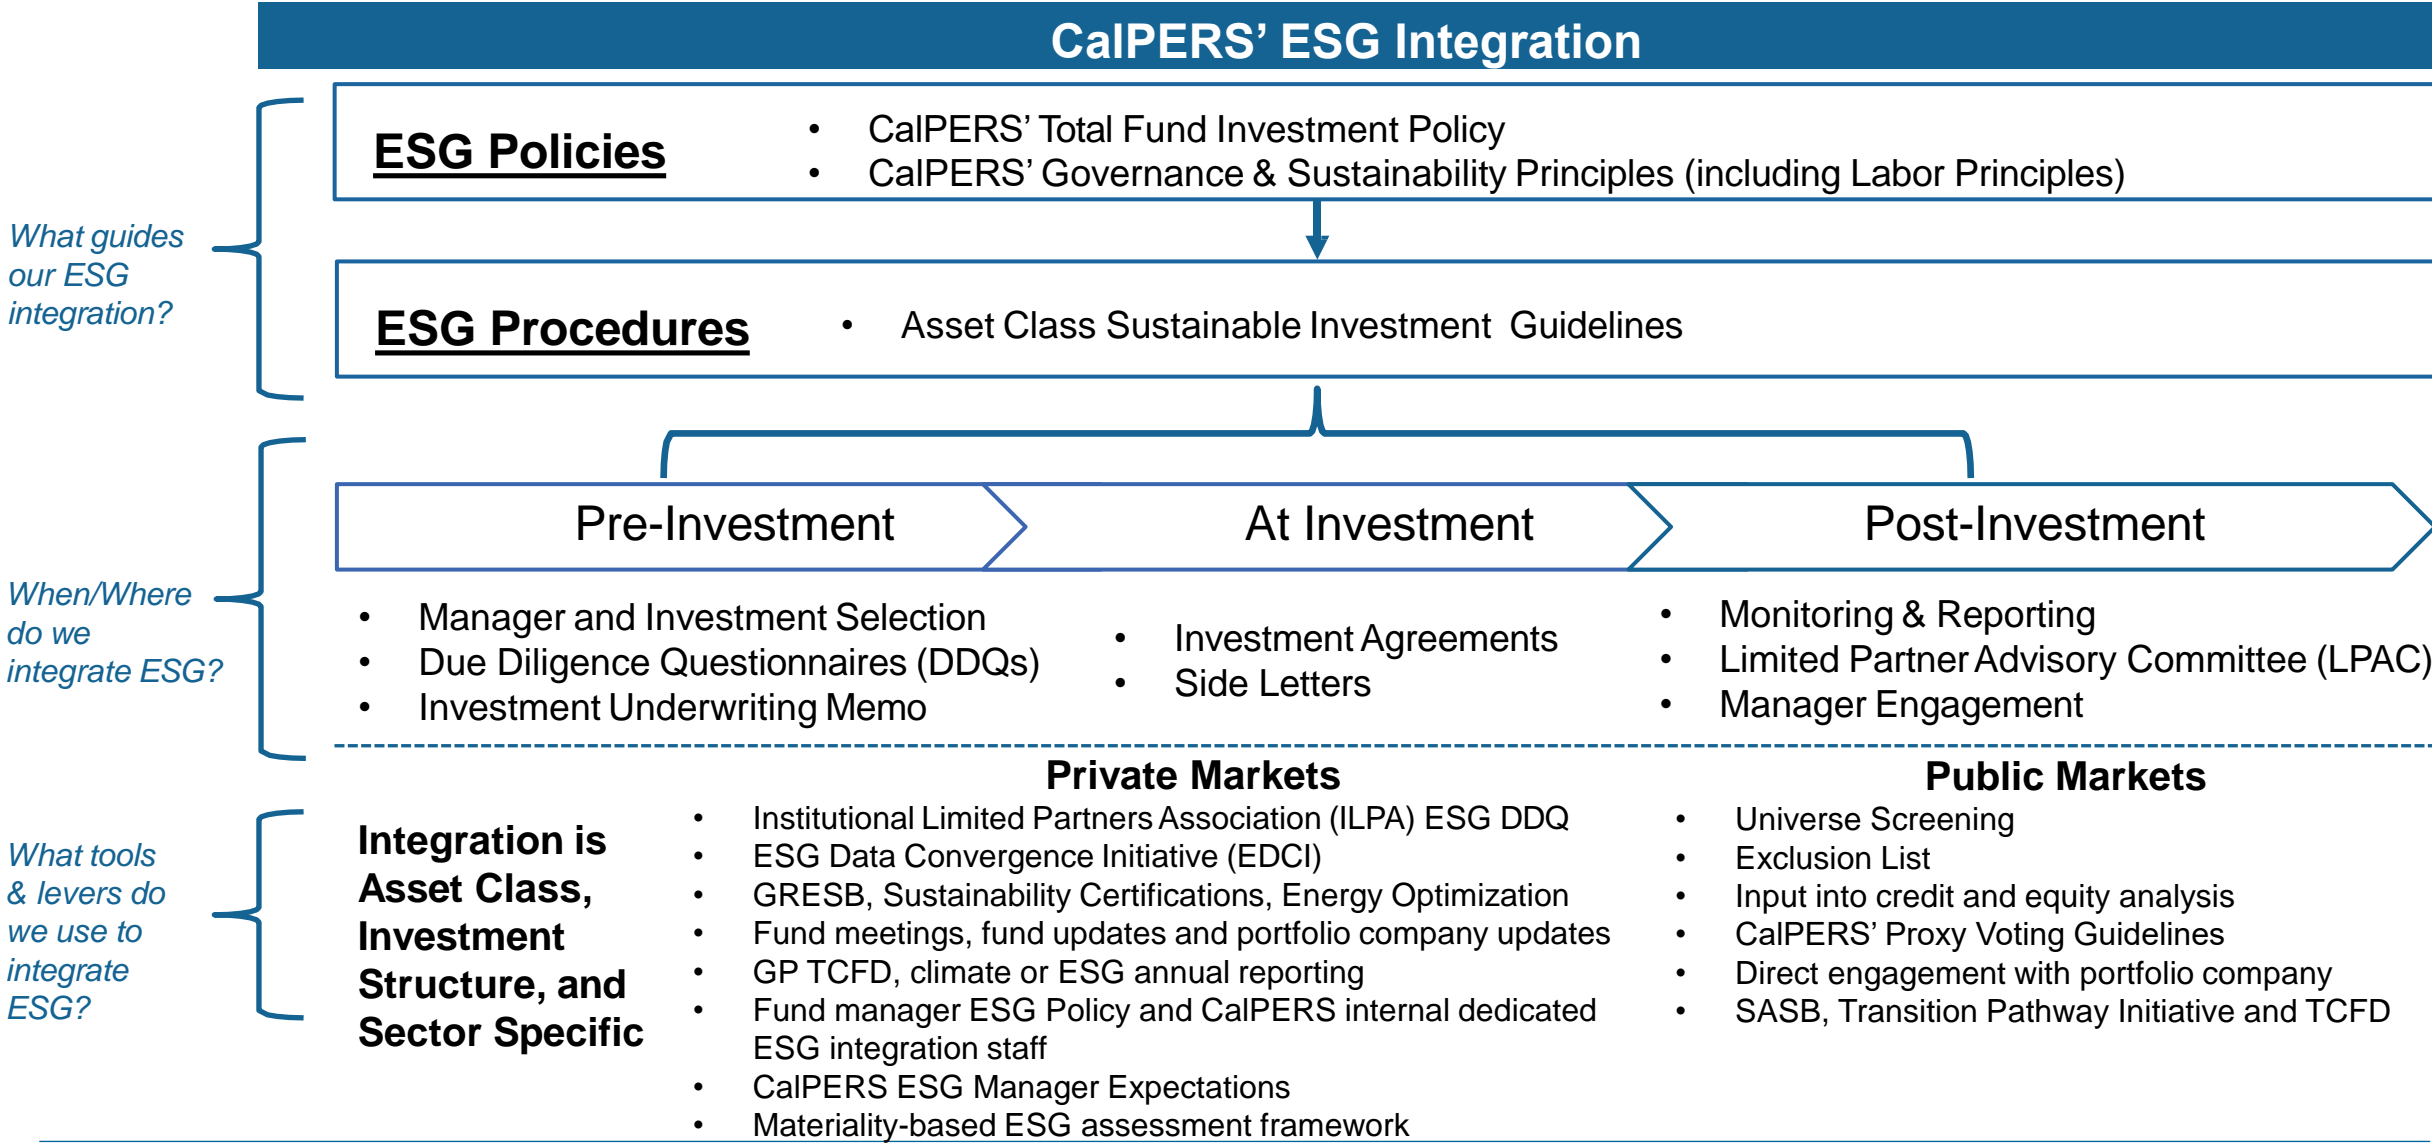 CalPERS’ ESG Integration
What guides
our ESG
integration?
ESG Policies
• CalPERS’ Total Fund Investment Policy
• CalPERS’ Governance & Sustainability Principles (including Labor Principles)
ESG Procedures
• Asset Class Sustainable Investment Guidelines
When/Where
do we
integrate ESG?
Pre-Investment
• Manager and Investment Selection
• Due Diligence Questionnaires (DDQs)
• Investment Underwriting Memo
At Investment
• Investment Agreements
• Side Letters
Post-Investment
• Monitoring & Reporting
• Limited Partner Advisory Committee (LPAC)
• Manager Engagement
What tools
& levers do
we use to
integrate
ESG?
Integration is
Asset Class,
Investment
Structure, and
Sector Specific
Private Markets
• Institutional Limited Partners Association (ILPA) ESG DDQ
• ESG Data Convergence Initiative (EDCI)
• GRESB, Sustainability Certifications, Energy Optimization
• Fund meetings, fund updates and portfolio company updates
• GP TCFD, climate or ESG annual reporting
• Fund manager ESG Policy and CalPERS internal dedicated
ESG integration staff
• CalPERS ESG Manager Expectations
• Materiality-based ESG assessment framework
Public Markets
• Universe Screening
• Exclusion List
• Input into credit and equity analysis
• CalPERS’ Proxy Voting Guidelines
• Direct engagement with portfolio company
• SASB, Transition Pathway Initiative and TCFD